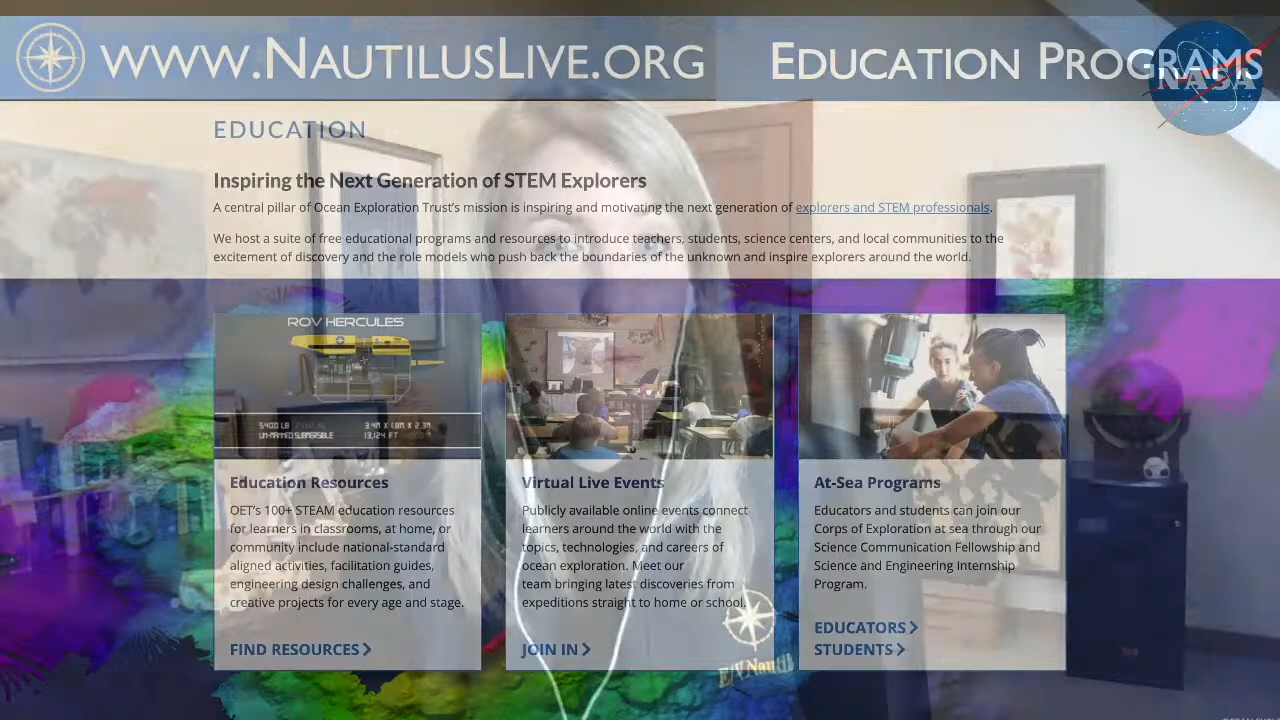 www.NautilusLive.org
Education Programs
NASA
EDUCATION
Inspiring the Next Generation of STEM Explorers
A central pillar of Ocean Exploration Trust's mission is inspiring and motivating the next generation of explorers and STEM professionals.
We host a suite of free educational programs and resources to introduce teachers, students, science centers, and local communities to the
excitement of discovery and the role models who push back the boundaries of the unknown and inspire explorers around the world.
ROV HERCULES
5400 LB
3.4M X 1.8M X 2.3M
UN-MANNED SUBMERSIBLE
13,124 FT
Education Resources
OET's 100+ STEAM education resources
for learners in classrooms, at home, or
community include national-standard
aligned activities, facilitation guides,
engineering design challenges, and
creative projects for every age and stage.
FIND RESOURCES
Virtual Live Events
Publicly available online events connect
learners around the world with the
topics, technologies, and careers of
ocean exploration. Meet our
team bringing latest discoveries from
expeditions straight to home or school.
JOIN IN
At-Sea Programs
Educators and students can join our
Corps of Exploration at sea through our
Science Communication Fellowship and
Science and Engineering Internship
Program.
EDUCATORS
STUDENTS
E/V Nautil